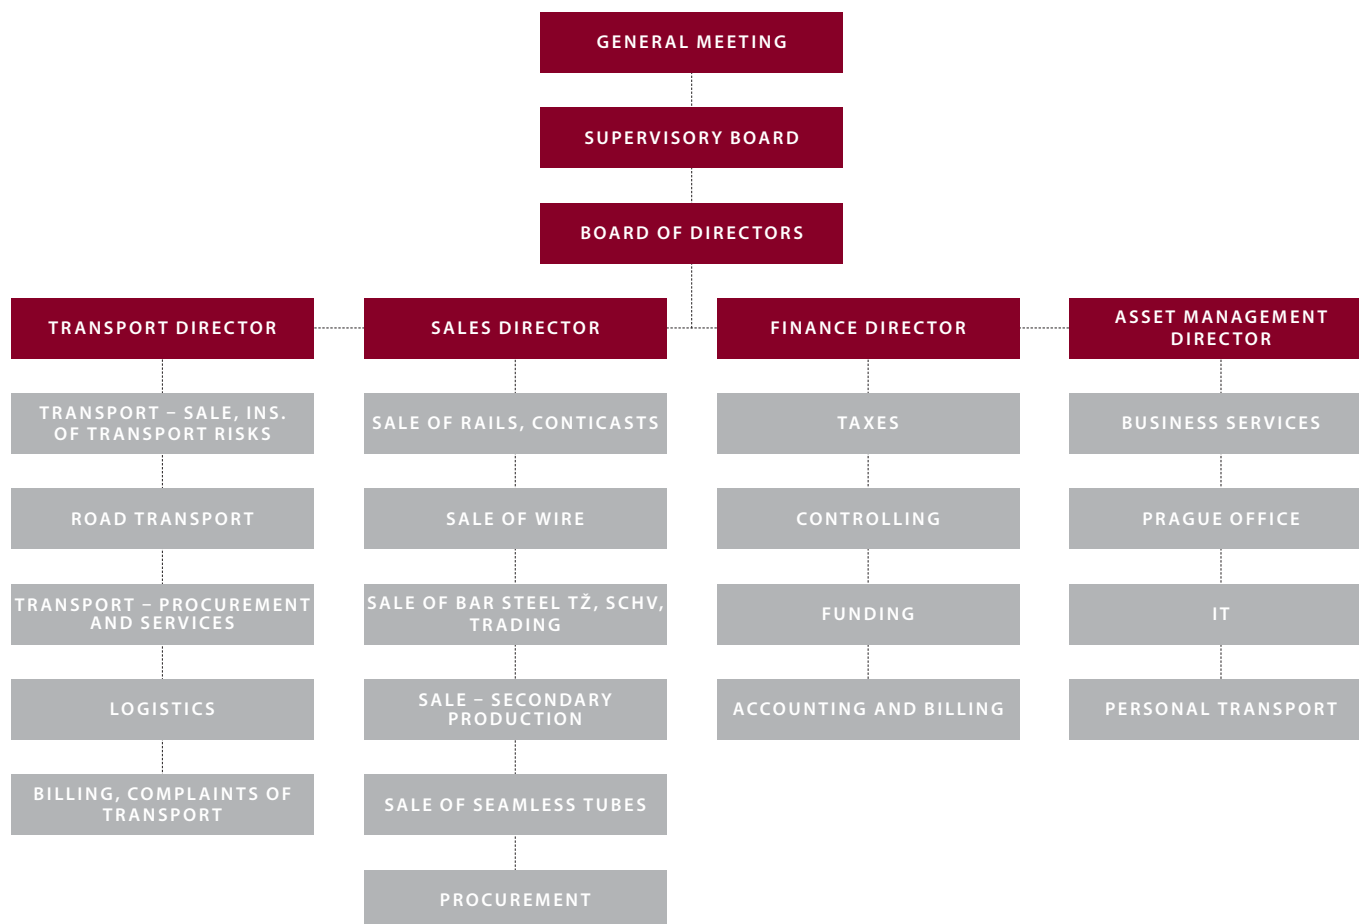 GENERAL MEETING
SUPERVISORY BOARD
BOARD OF DIRECTORS
TRANSPORT DIRECTOR
SALES DIRECTOR
FINANCE DIRECTOR
ASSET MANAGEMENT
DIRECTOR
TRANSPORT – SALE, INS.
OF TRANSPORT RISKS
SALE OF RAILS, CONTICASTS
TAXES
BUSINESS SERVICES
ROAD TRANSPORT
SALE OF WIRE
CONTROLLING
PRAGUE OFFICE
TRANSPORT – PROCUREMENT
AND SERVICES
SALE OF BAR STEEL TŽ, SCHV,
TRADING
FUNDING
IT
LOGISTICS
SALE – SECONDARY
PRODUCTION
ACCOUNTING AND BILLING
PERSONAL TRANSPORT
BILLING, COMPLAINTS OF
TRANSPORT
SALE OF SEAMLESS TUBES
PROCUREMENT